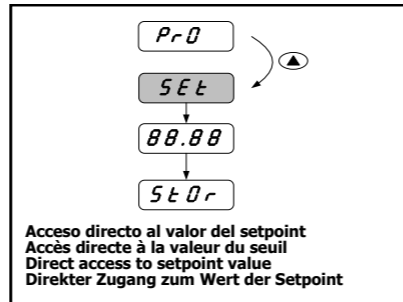 Pr0
SEt
88.88
St0r
Acceso directo al valor del setpoint
Accès directe à la valeur du seuil
Direct access to setpoint value
Direkter Zugang zum Wert der Setpoint